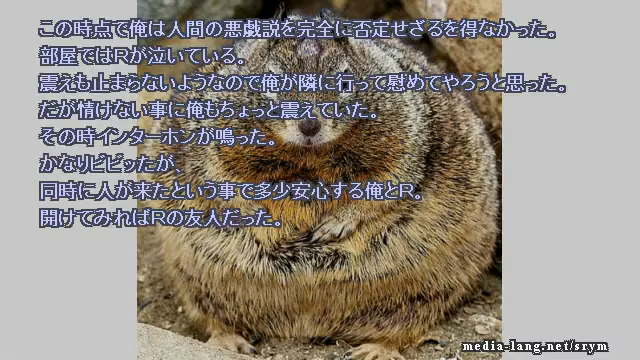 この時点で俺は人間の悪戯説を完全に否定せざるを得なかった。
部屋ではRが泣いている。
震えも止まらないようなので俺が隣に行って慰めてやろうと思った。
だが情けない事に俺もちょっと震えていた。
その時インターホンが鳴った。
かなりビビッたが、
同時に人が来たという事で多少安心する俺とR。
開けてみればRの友人だった。
media-lang.net/srym